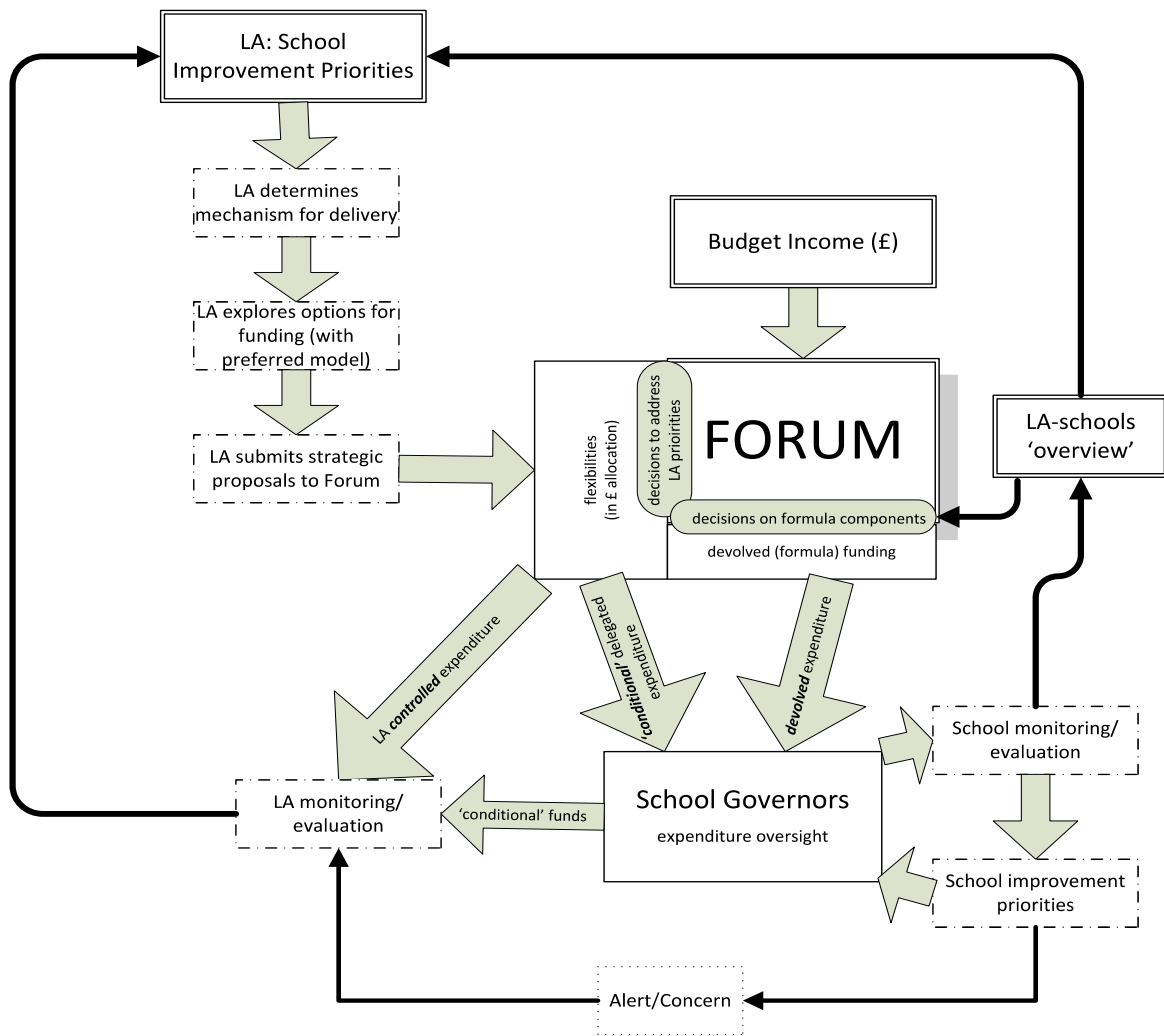 LA: School
Improvement Priorities
LA determines
mechanism for delivery
LA explores options for
funding (with
preferred model)
LA submits strategic
proposals to Forum
Budget Income (£)
flexibilities
(in £ allocation)
decisions to address
LA prioirities
FORUM
decisions on formula components
devolved (formula) funding
LA-schools
‘overview’
LA controlled expenditure
‘conditional’ delegated
expenditure
devolved expenditure
School monitoring/
evaluation
School Governors
expenditure oversight
‘conditional’ funds
LA monitoring/
evaluation
School improvement
priorities
Alert/Concern